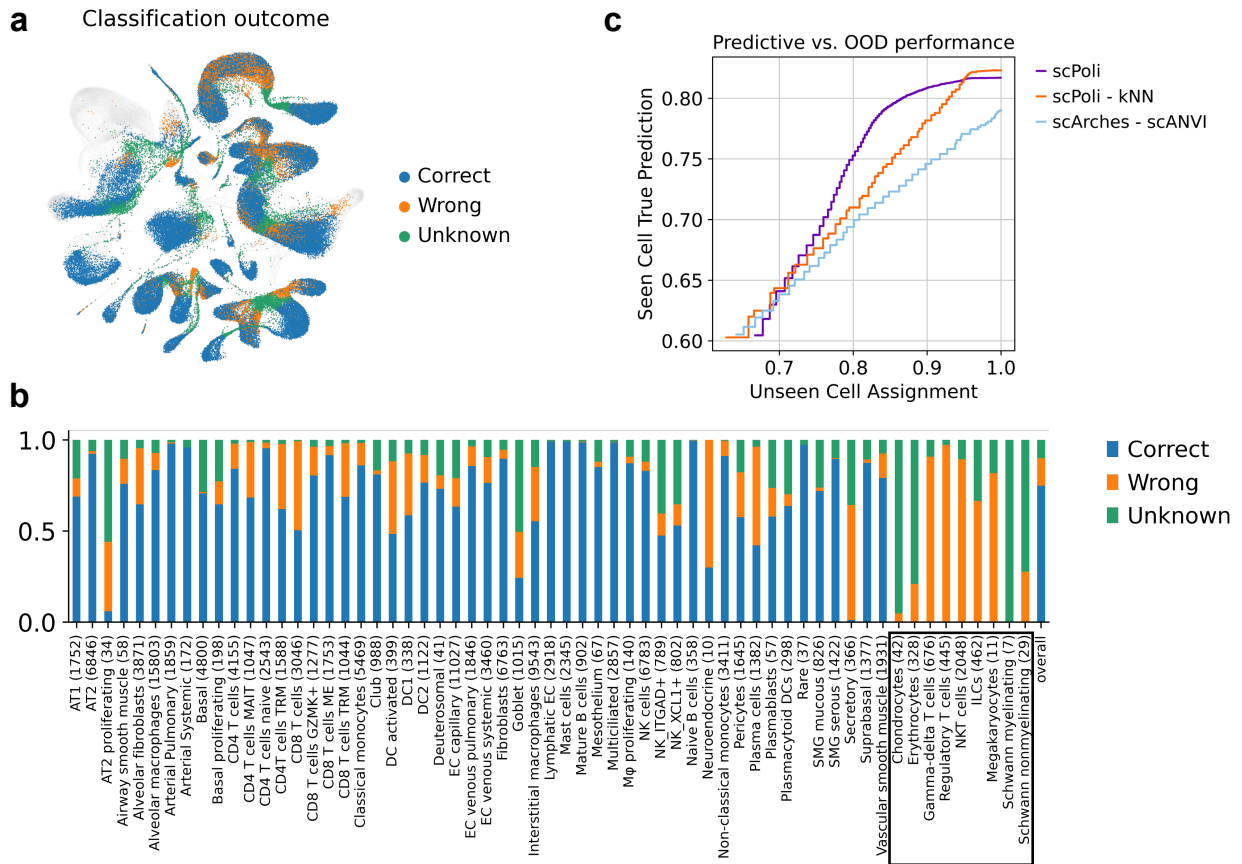 a
Classification outcome
Correct
Wrong
Unknown
c
Predictive vs. OOD performance
Seen Cell True Prediction
0.80
0.75
0.70
0.65
0.60
0.7
0.8
0.9
1.0
Unseen Cell Assignment
scPoli
scPoli - kNN
scArches - scANVI
b
1.0
0.5
0.0
Correct
Wrong
Unknown
AT1 (1752)
AT2 (6846)
AT2 proliferating (34)
Airway smooth muscle (58)
Alveolar fibroblasts (3871)
Alveolar macrophages (15803)
Arterial Pulmonary (1859)
Arterial Systemic (172)
Basal (4800)
Basal proliferating (198)
CD4 T cells (4155)
CD4 T cells MAIT (1047)
CD4 T cells naive (2543)
CD4T cells TRM (1588)
CD8 T cells (3046)
CD8 T cells GZMK+ (1277)
CD8 T cells ME (1753)
CD8 T cells TRM (1044)
Classical monocytes (5469)
Club (988)
DC activated (399)
DC1 (338)
DC2 (1122)
Deuterosomal (41)
EC capillary (11027)
EC venous pulmonary (1846)
EC venous systemic (3460)
Fibroblasts (6763)
Goblet (1015)
Interstitial macrophages (9543)
Lymphatic EC (2918)
Mast cells (2345)
Mature B cells (902)
Mesothelium (67)
Multiciliated (2857)
Mφ proliferating (140)
NK cells (6783)
NK_ITGAD+ (789)
NK_XCL1+ (802)
Naive B cells (358)
Neuroendocrine (10)
Non-classical monocytes (3411)
Pericytes (1645)
Plasma cells (1382)
Plasmablasts (57)
Plasmacytoid DCs (298)
Rare (37)
SMG mucous (826)
SMG serous (1422)
Secretory (366)
Suprabasal (1377)
Vascular smooth muscle (1931)
Chondrocytes (42)
Erythrocytes (328)
Gamma-delta T cells (676)
Regulatory T cells (445)
NKT cells (2048)
ILCs (462)
Megakaryocytes (11)
Schwann myelinating (7)
Schwann nonmyelinating (29)
overall